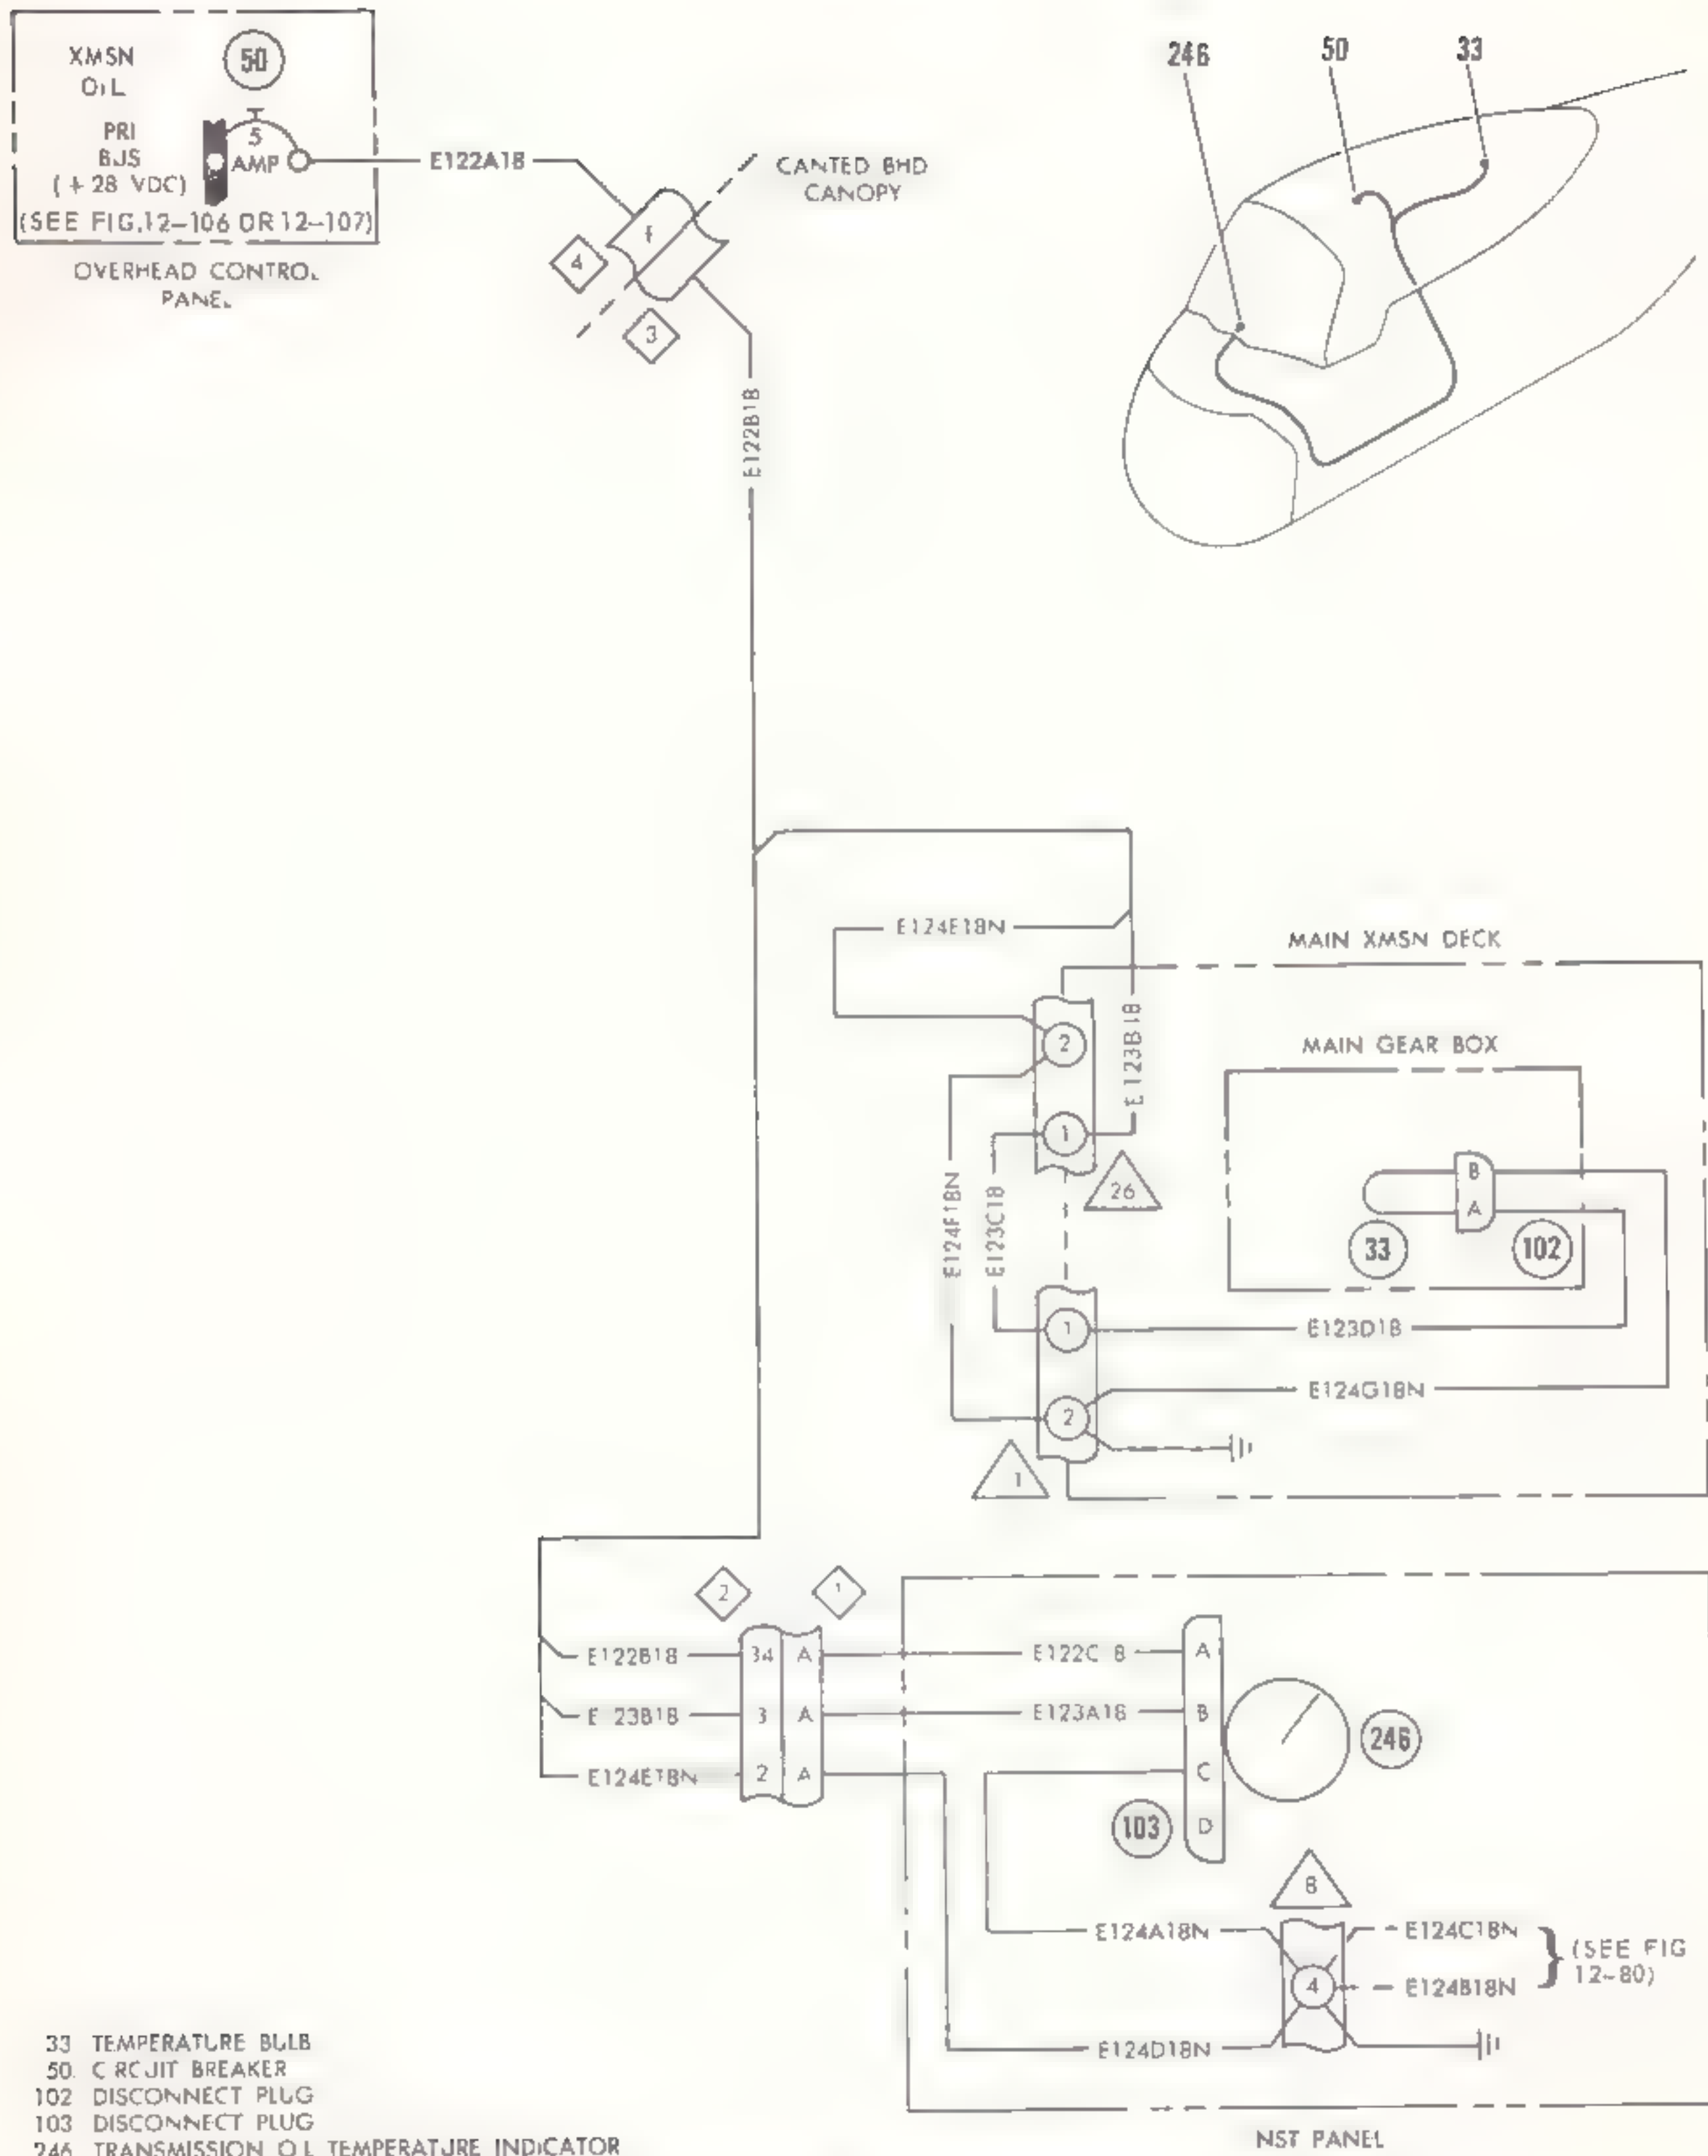 XMSN
OIL
50
PRI
BUS
(+28 VDC)
5
AMP
(SEE FIG.12-106 OR 12-107)
OVERHEAD CONTROL
PANEL
E122A18
CANTED BHD
CANOPY
f
4
3
E122B18
246
50
33
E124E18N
MAIN XMSN DECK
2
E123B18
MAIN GEAR BOX
1
26
E124F18N
E123C18
B
A
33
102
1
E123D18
E124G18N
2
1
2
1
E122B18
34
A
E122C 8
A
E 23B18
3
A
E123A18
B
246
E124E18N
2
A
C
103
D
8
E124A18N
E124C18N
(SEE FIG
12-80)
4
E124B18N
E124D18N
33 TEMPERATURE BULB
50. CIRCUIT BREAKER
102 DISCONNECT PLUG
103 DISCONNECT PLUG
246 TRANSMISSION OIL TEMPERATURE INDICATOR
NST PANEL